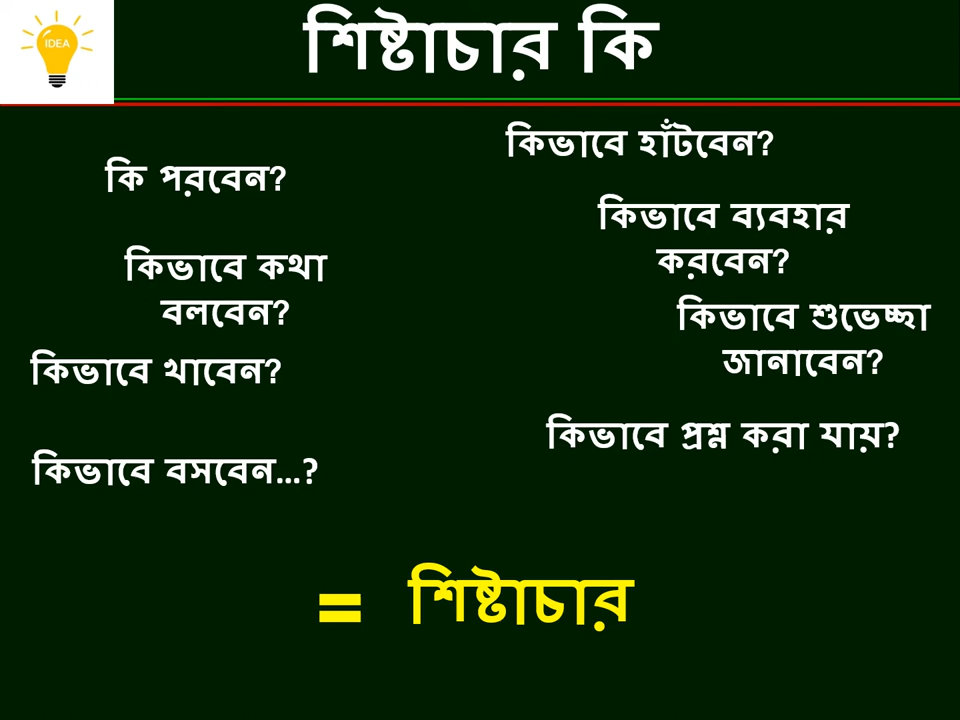 IDEA
শিষ্টাচার কি
কি পরবেন?
কিভাবে কথা
বলবেন?
কিভাবে খাবেন?
কিভাবে বসবেন...?
কিভাবে হাঁটবেন?
কিভাবে ব্যবহার
করবেন?
কিভাবে শুভেচ্ছা
জানাবেন?
কিভাবে প্রশ্ন করা যায়?
= শিষ্টাচার